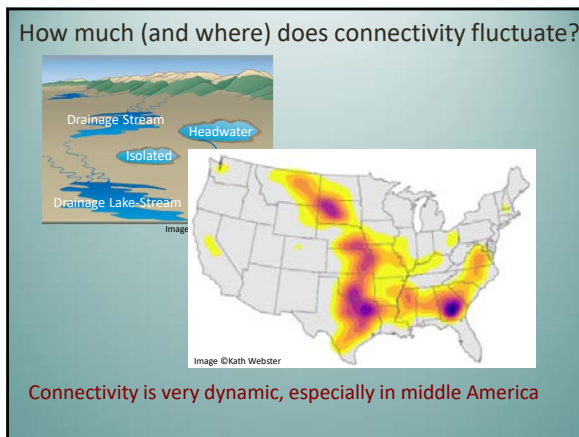 How much (and where) does connectivity fluctuate?
Drainage Stream
Headwater
Isolated
Drainage Lake-Stream
Image
Image ©Kath Webster
Connectivity is very dynamic, especially in middle America